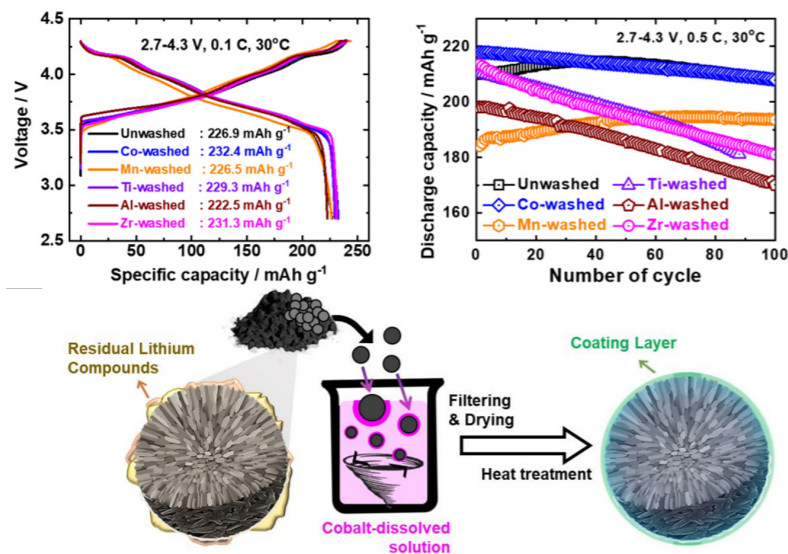 2.7-4.3 V, 0.1 C, 30°C
4.5
4.0
3.5
3.0
2.5
Voltage / V
Unwashed : 226.9 mAh g-1
Co-washed : 232.4 mAh g-1
Mn-washed : 226.5 mAh g-1
Ti-washed : 229.3 mAh g-1
Al-washed : 222.5 mAh g-1
Zr-washed : 231.3 mAh g-1
0 50 100 150 200 250
Specific capacity / mAh g-1
2.7-4.3 V, 0.5 C, 30°C
220
200
180
160
Discharge capacity / mAh g-1
Unwashed Ti-washed
Co-washed Al-washed
Mn-washed Zr-washed
0 20 40 60 80 100
Number of cycle
Residual Lithium
Compounds
Cobalt-dissolved
solution
Filtering
& Drying
Heat treatment
Coating Layer